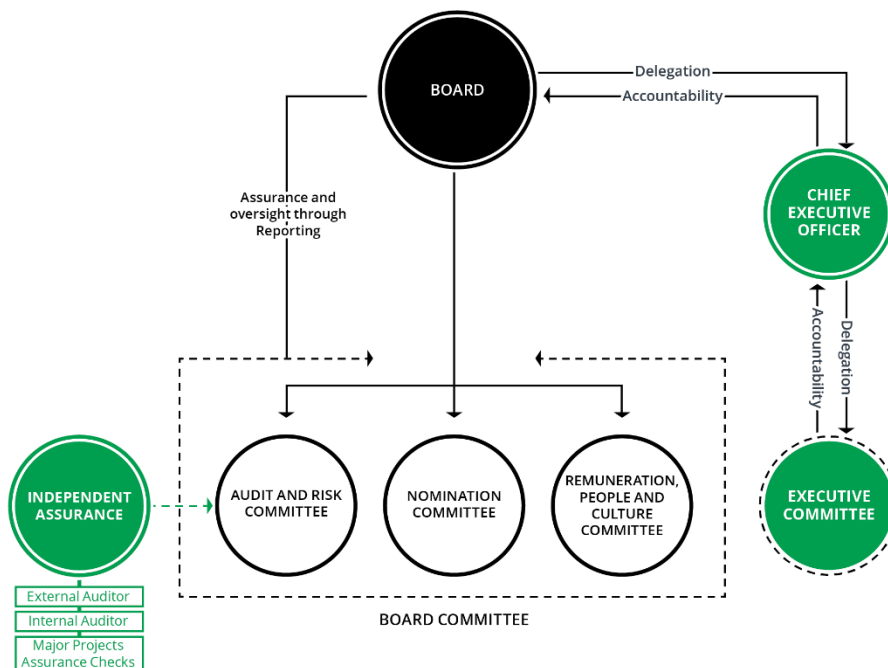 BOARD
Delegation
Accountability
Assurance and
oversight through
Reporting
CHIEF
EXECUTIVE
OFFICER
Accountability
Delegation
INDEPENDENT
ASSURANCE
AUDIT AND RISK
COMMITTEE
NOMINATION
COMMITTEE
REMUNERATION,
PEOPLE AND
CULTURE
COMMITTEE
EXECUTIVE
COMMITTEE
External Auditor
Internal Auditor
Major Projects
Assurance Checks
BOARD COMMITTEE